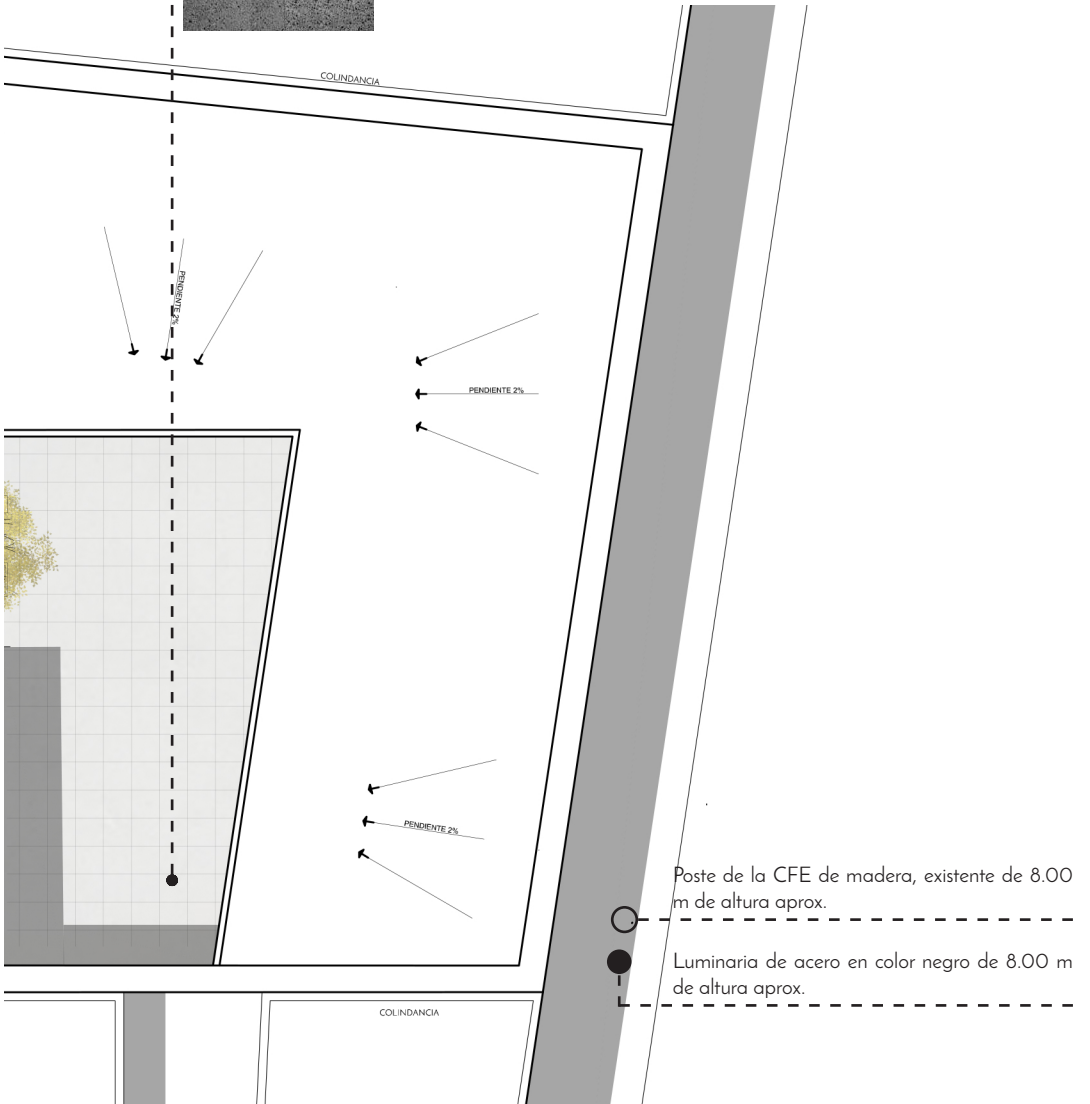 COLINDANCIA
PENDIENTE 2%
PENDIENTE 2%
PENDIENTE 2%
Poste de la CFE de madera, existente de 8.00
m de altura aprox.
Luminaria de acero en color negro de 8.00 m
de altura aprox.
COLINDANCIA